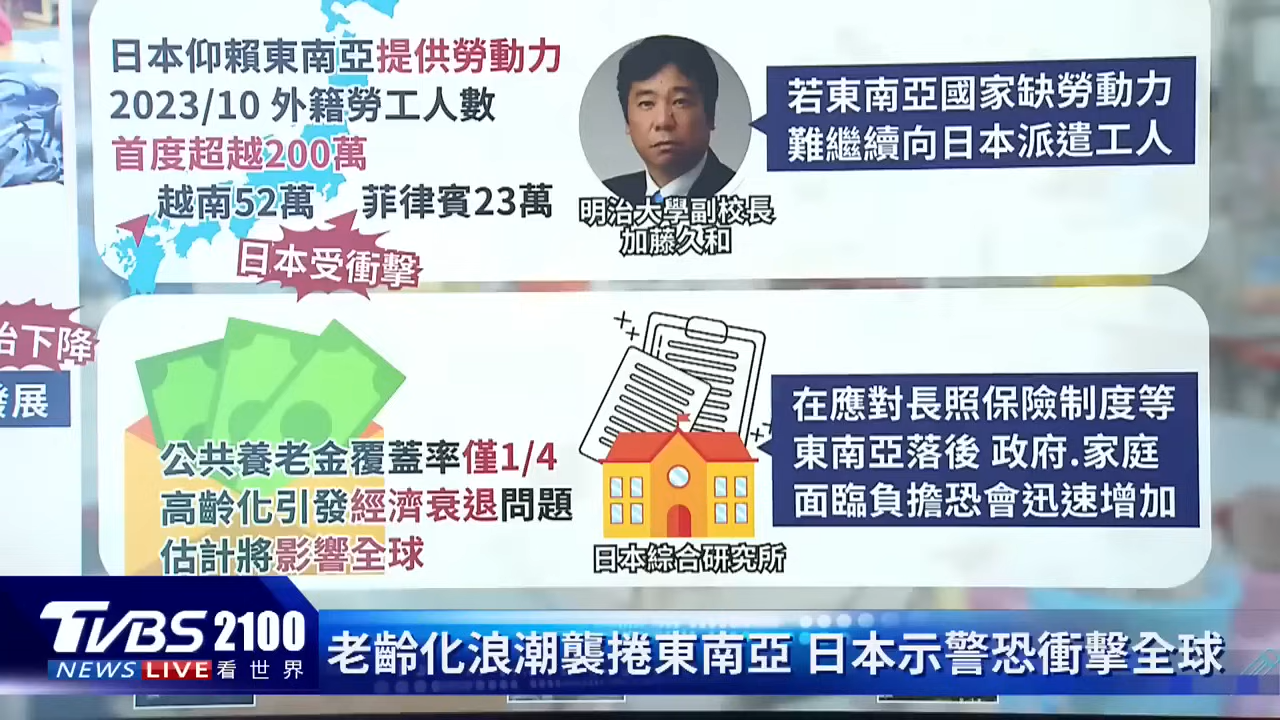 日本仰賴東南亞提供勞動力
2023/10 外籍勞工人數
首度超越200萬
越南52萬 菲律賓23萬
日本受衝擊
明治大學副校長
加藤久和
若東南亞國家缺勞動力
難繼續向日本派遣工人
下降
發展
公共養老金覆蓋率僅1/4
高齡化引發經濟衰退問題
估計將影響全球
日本綜合研究所
在應對長照保險制度等
東南亞落後 政府.家庭
面臨負擔恐會迅速增加
TVBS 2100
NEWS LIVE 看世界
老齡化浪潮襲捲東南亞 日本示警恐衝擊全球